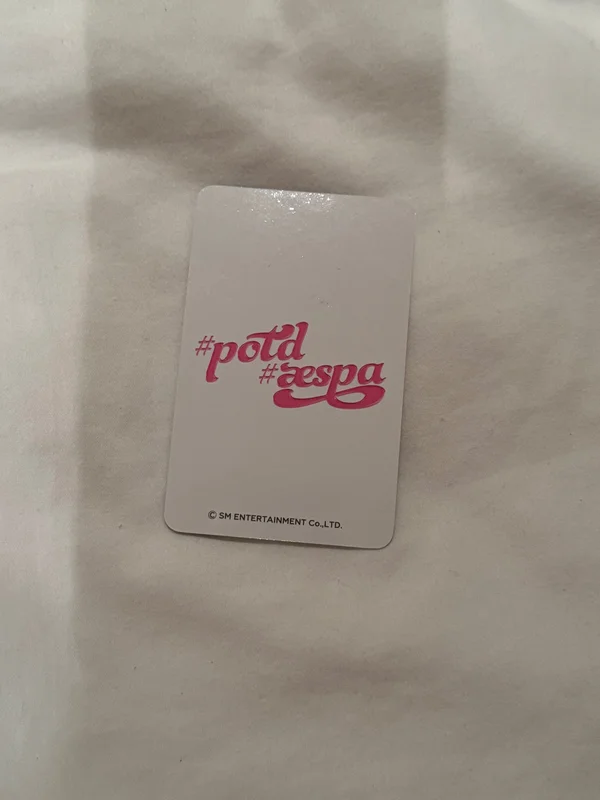 #potd
#æspa
© SM ENTERTAINMENT Co.,LTD.